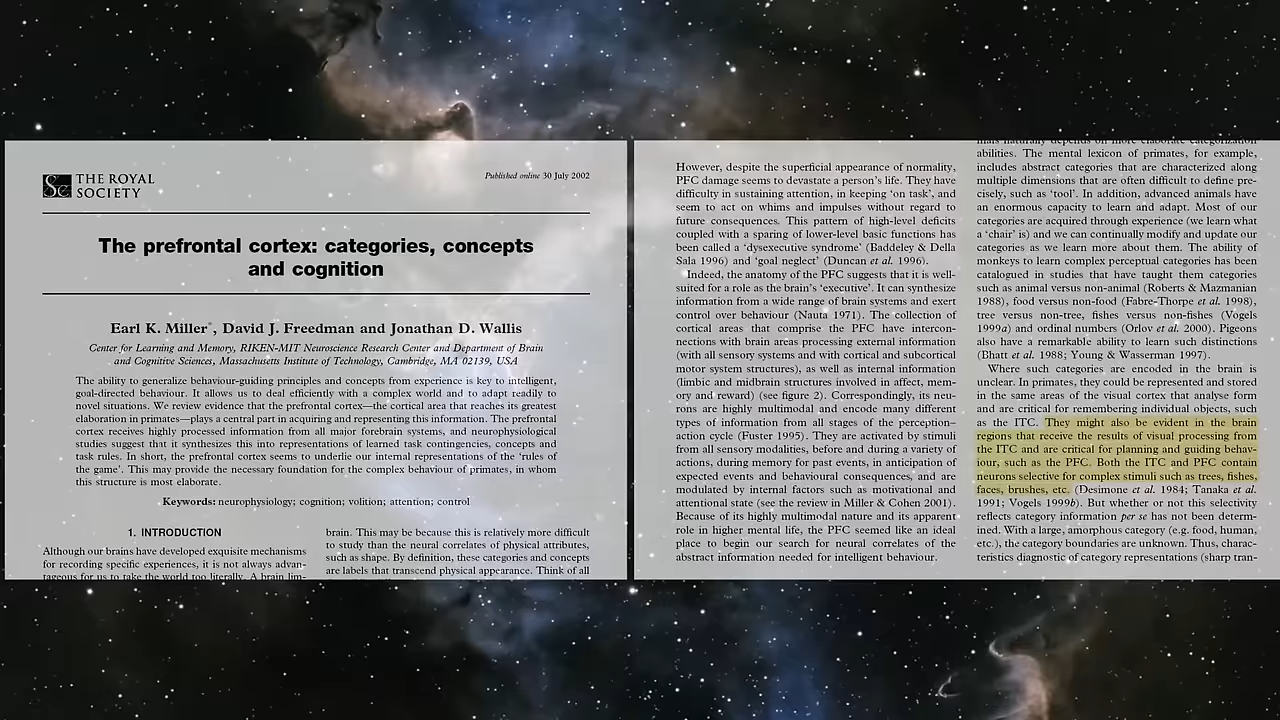 THE ROYAL
SOCIETY
Published online 30 July 2002
The prefrontal cortex: categories, concepts
and cognition
Earl K. Miller*, David J. Freedman and Jonathan D. Wallis
Center for Learning and Memory, RIKEN-MIT Neuroscience Research Center and Department of Brain
and Cognitive Sciences, Massachusetts Institute of Technology, Cambridge, MA 02139, USA
The ability to generalize behaviour-guiding principles and concepts from experience is key to intelligent,
goal-directed behaviour. It allows us to deal efficiently with a complex world and to adapt readily to
novel situations. We review evidence that the prefrontal cortex—the cortical area that reaches its greatest
elaboration in primates—plays a central part in acquiring and representing this information. The prefrontal
cortex receives highly processed information from all major forebrain systems, and neurophysiological
studies suggest that it synthesizes this into representations of learned task contingencies, concepts and
task rules. In short, the prefrontal cortex seems to underlie our internal representations of the ‘rules of
the game’. This may provide the necessary foundation for the complex behaviour of primates, in whom
this structure is most elaborate.
Keywords: neurophysiology; cognition; volition; attention; control
1. INTRODUCTION
Although our brains have developed exquisite mechanisms
for recording specific experiences, it is not always advan-
tageous for us to take the world too literally. A brain lim-
brain. This may be because this is relatively more difficult
to study than the neural correlates of physical attributes,
such as shape. By definition, these categories and concepts
are labels that transcend physical appearance. Think of all
However, despite the superficial appearance of normality,
PFC damage seems to devastate a person’s life. They have
difficulty in sustaining attention, in keeping ‘on task’, and
seem to act on whims and impulses without regard to
future consequences. This pattern of high-level deficits
coupled with a sparing of lower-level basic functions has
been called a ‘dysexecutive syndrome’ (Baddeley & Della
Sala 1996) and ‘goal neglect’ (Duncan et al. 1996).
Indeed, the anatomy of the PFC suggests that it is well-
suited for a role as the brain’s ‘executive’. It can synthesize
information from a wide range of brain systems and exert
control over behaviour (Nauta 1971). The collection of
cortical areas that comprise the PFC have intercon-
nections with brain areas processing external information
(with all sensory systems and with cortical and subcortical
motor system structures), as well as internal information
(limbic and midbrain structures involved in affect, mem-
ory and reward) (see figure 2). Correspondingly, its neu-
rons are highly multimodal and encode many different
types of information from all stages of the perception–
action cycle (Fuster 1995). They are activated by stimuli
from all sensory modalities, before and during a variety of
actions, during memory for past events, in anticipation of
expected events and behavioural consequences, and are
modulated by internal factors such as motivational and
attentional state (see the review in Miller & Cohen 2001).
Because of its highly multimodal nature and its apparent
role in higher mental life, the PFC seemed like an ideal
place to begin our search for neural correlates of the
abstract information needed for intelligent behaviour.
mals naturally depends on more elaborate categorization
abilities. The mental lexicon of primates, for example,
includes abstract categories that are characterized along
multiple dimensions that are often difficult to define pre-
cisely, such as ‘tool’. In addition, advanced animals have
an enormous capacity to learn and adapt. Most of our
categories are acquired through experience (we learn what
a ‘chair’ is) and we can continually modify and update our
categories as we learn more about them. The ability of
monkeys to learn complex perceptual categories has been
catalogued in studies that have taught them categories
such as animal versus non-animal (Roberts & Mazmanian
1988), food versus non-food (Fabre-Thorpe et al. 1998),
tree versus non-tree, fishes versus non-fishes (Vogels
1999a) and ordinal numbers (Orlov et al. 2000). Pigeons
also have a remarkable ability to learn such distinctions
(Bhatt et al. 1988; Young & Wasserman 1997).
Where such categories are encoded in the brain is
unclear. In primates, they could be represented and stored
in the same areas of the visual cortex that analyse form
and are critical for remembering individual objects, such
as the ITC. They might also be evident in the brain
regions that receive the results of visual processing from
the ITC and are critical for planning and guiding behav-
iour, such as the PFC. Both the ITC and PFC contain
neurons selective for complex stimuli such as trees, fishes,
faces, brushes, etc. (Desimone et al. 1984; Tanaka et al.
1991; Vogels 1999b). But whether or not this selectivity
reflects category information per se has not been determ-
ined. With a large, amorphous category (e.g. food, human,
etc.), the category boundaries are unknown. Thus, charac-
teristics diagnostic of category representations (sharp tran-